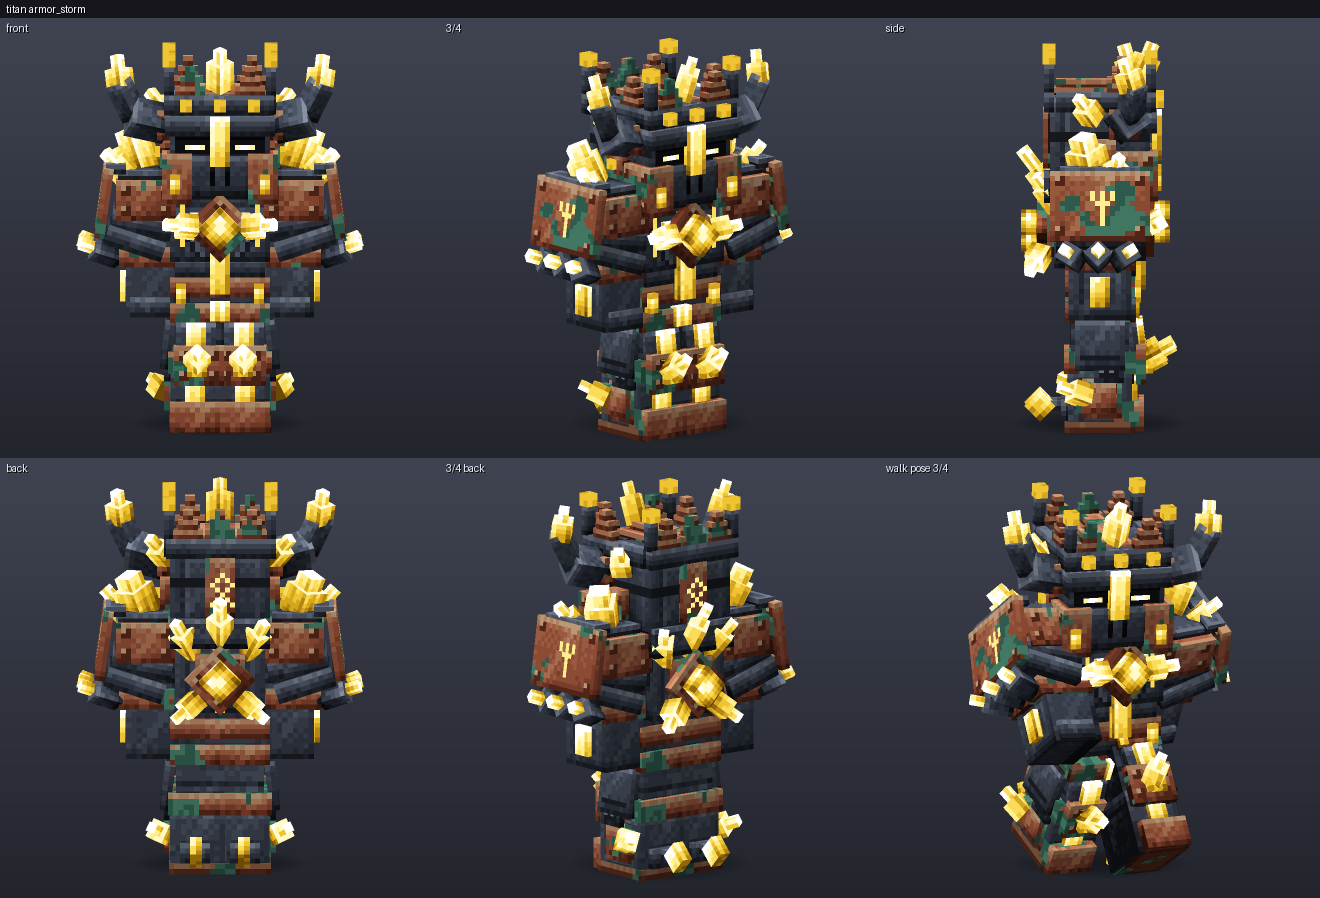 titan armor_storm
front
3/4
side
back
3/4 back
walk pose 3/4